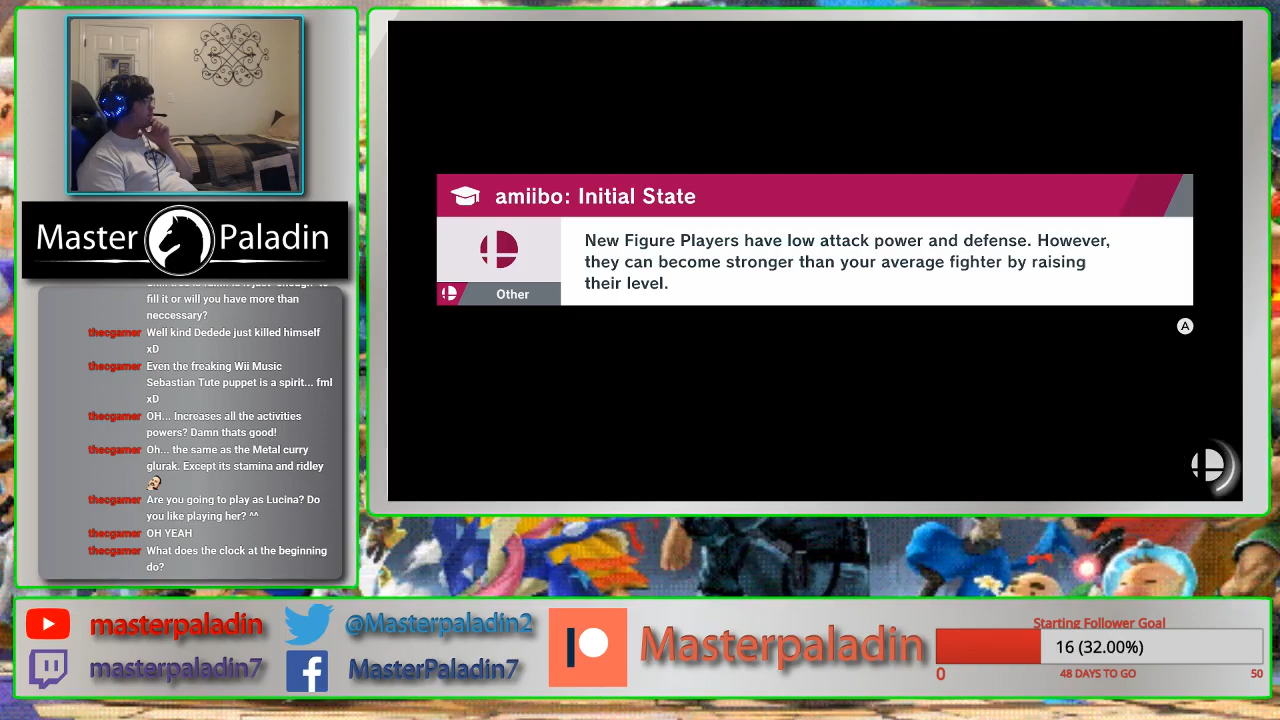 Master Paladin
fill it or will you have more than
neccessary?
thecgamer Well kind Dedede just killed himself
xD
thecgamer Even the freaking Wii Music
Sebastian Tute puppet is a spirit... fml
xD
thecgamer OH... Increases all the activities
powers? Damn thats good!
thecgamer Oh... the same as the Metal curry
glurak. Except its stamina and ridley
thecgamer Are you going to play as Lucina? Do
you like playing her? ^^
thecgamer OH YEAH
thecgamer What does the clock at the beginning
do?
amiibo: Initial State
New Figure Players have low attack power and defense. However,
they can become stronger than your average fighter by raising
their level.
Other
A
masterpaladin
@Masterpaladin2
masterpaladin7
MasterPaladin7
Masterpaladin
Starting Follower Goal
16 (32.00%)
0
48 DAYS TO GO
50